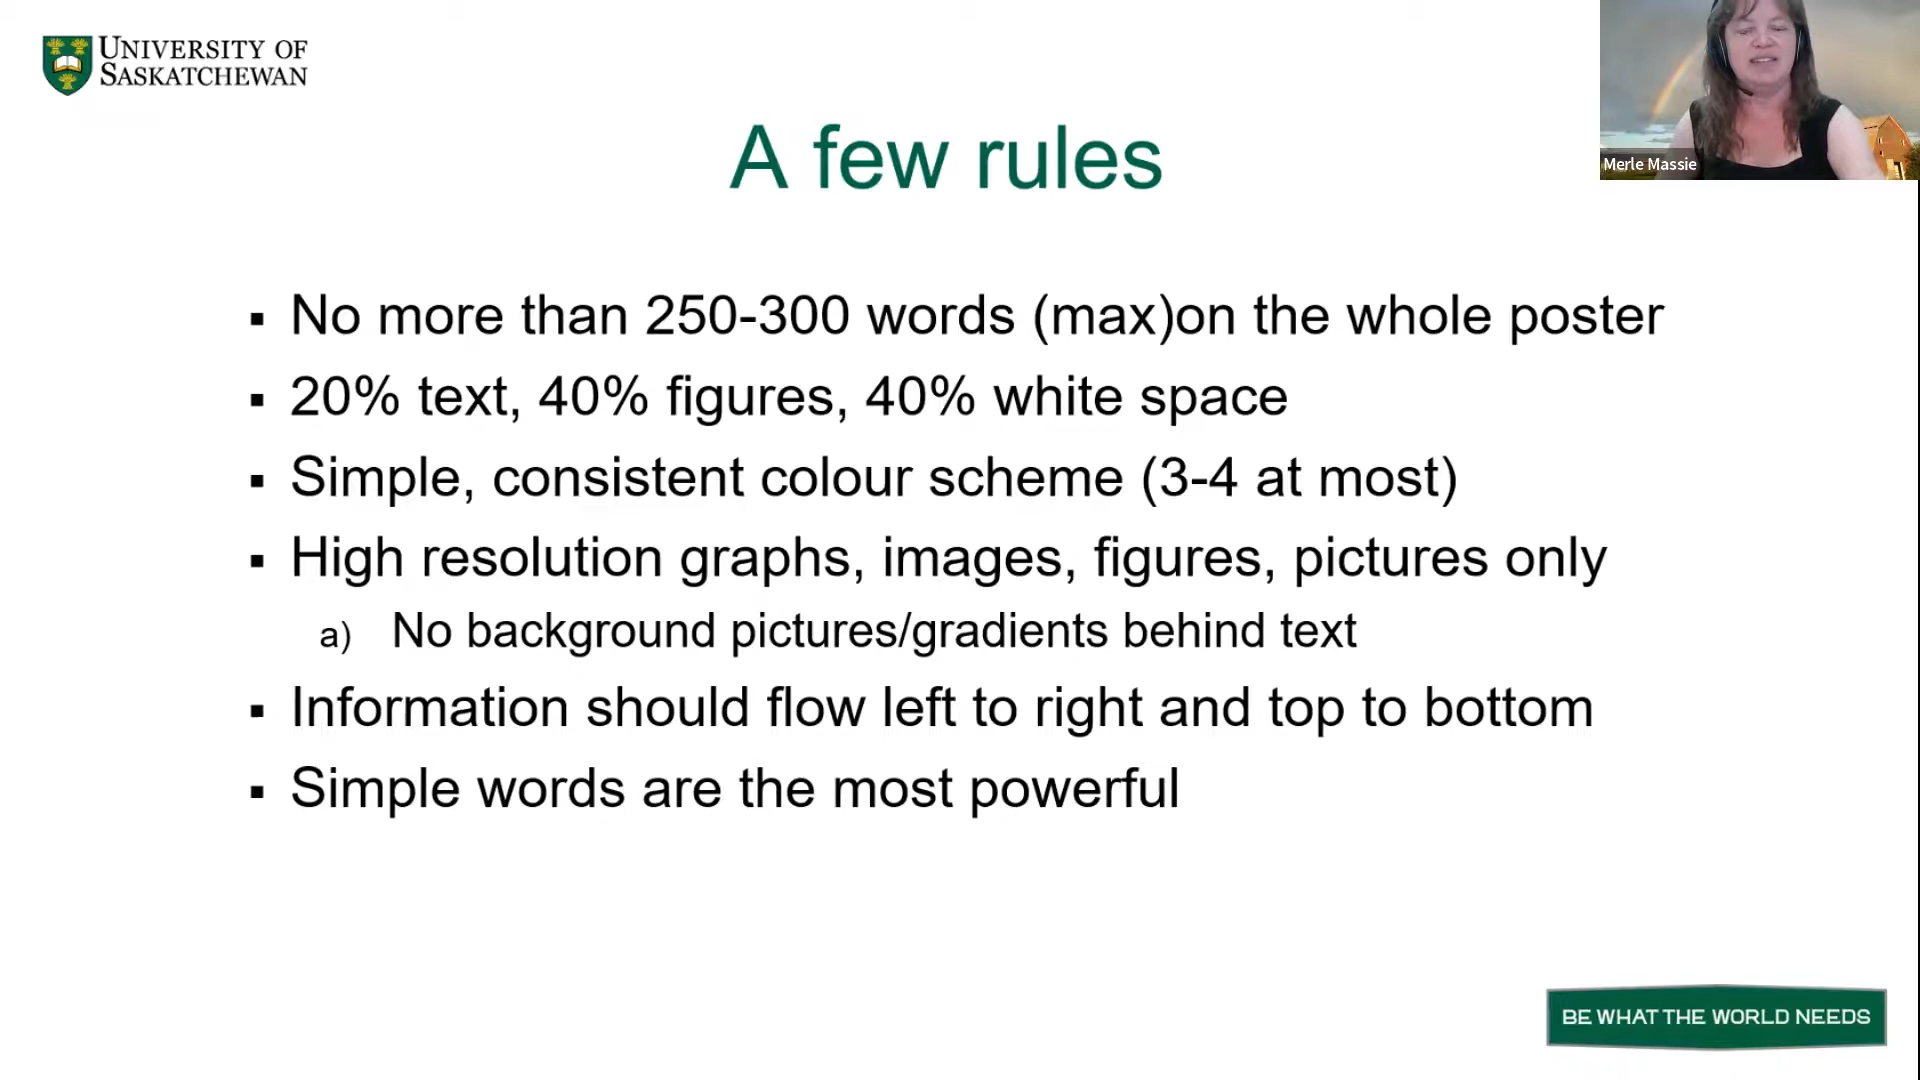 UNIVERSITY OF
SASKATCHEWAN
Merle Massie
A few rules
▪ No more than 250-300 words (max)on the whole poster
▪ 20% text, 40% figures, 40% white space
▪ Simple, consistent colour scheme (3-4 at most)
▪ High resolution graphs, images, figures, pictures only
a) No background pictures/gradients behind text
▪ Information should flow left to right and top to bottom
▪ Simple words are the most powerful
BE WHAT THE WORLD NEEDS